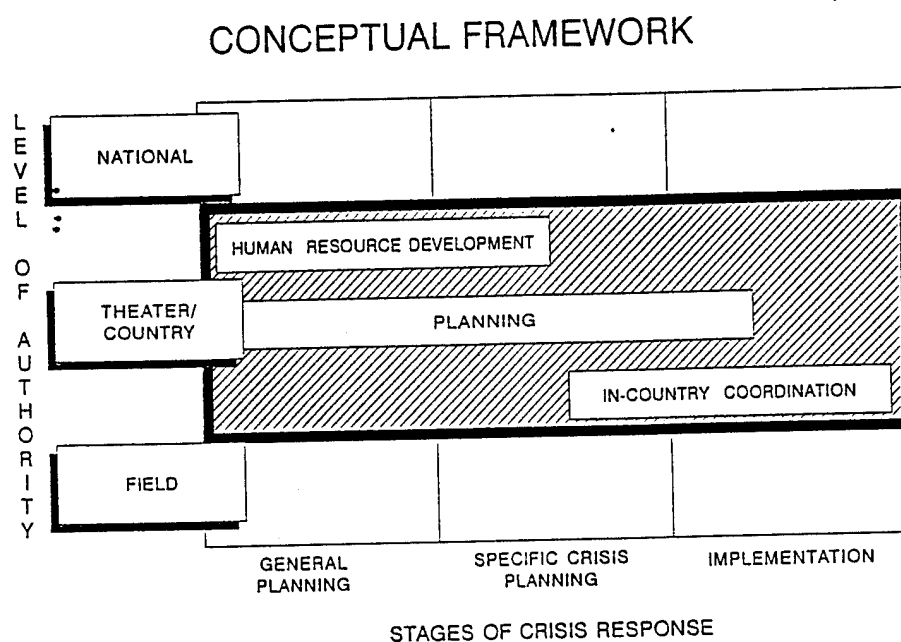 CONCEPTUAL FRAMEWORK
LEVEL OF AUTHORITY
NATIONAL
HUMAN RESOURCE DEVELOPMENT
THEATER/
COUNTRY
PLANNING
IN-COUNTRY COORDINATION
FIELD
GENERAL
PLANNING
SPECIFIC CRISIS
PLANNING
IMPLEMENTATION
STAGES OF CRISIS RESPONSE